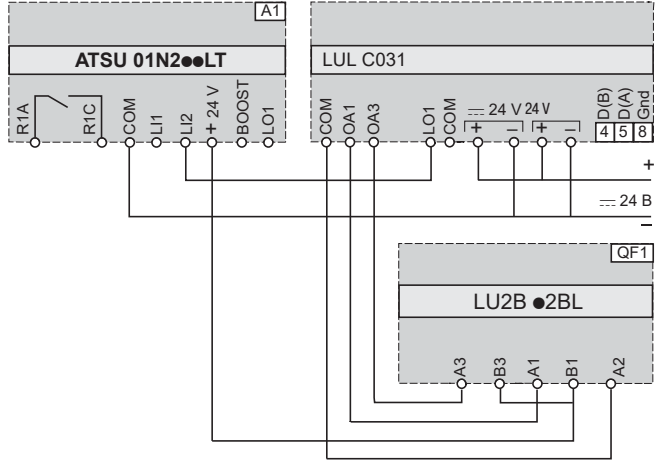 A1
ATSU 01N2●●LT
R1A
R1C
COM
LI1
LI2
+ 24 V
BOOST
LO1
LUL C031
COM
OA1
OA3
LO1
COM
24 V 24 V
+ − + −
D(B)
D(A)
Gnd
4 5 8
+
24 В
−
QF1
LU2B ●2BL
A3
B3
A1
B1
A2